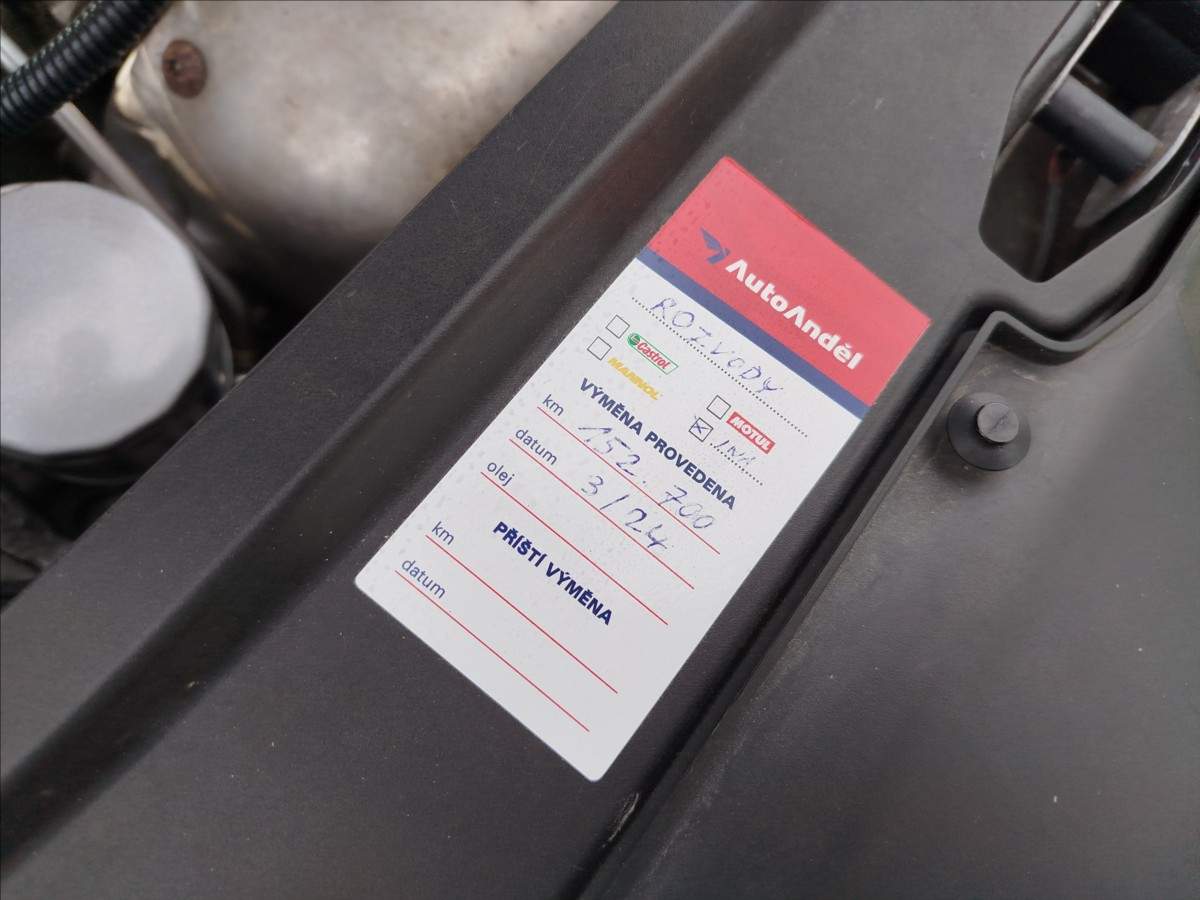 AutoAnděl
ROZVODY
Castrol
MANNOL
MOTUL
INA
VÝMĚNA PROVEDENA
km 152.700
datum 3/24
olej
PŘÍŠTÍ VÝMĚNA
km
datum